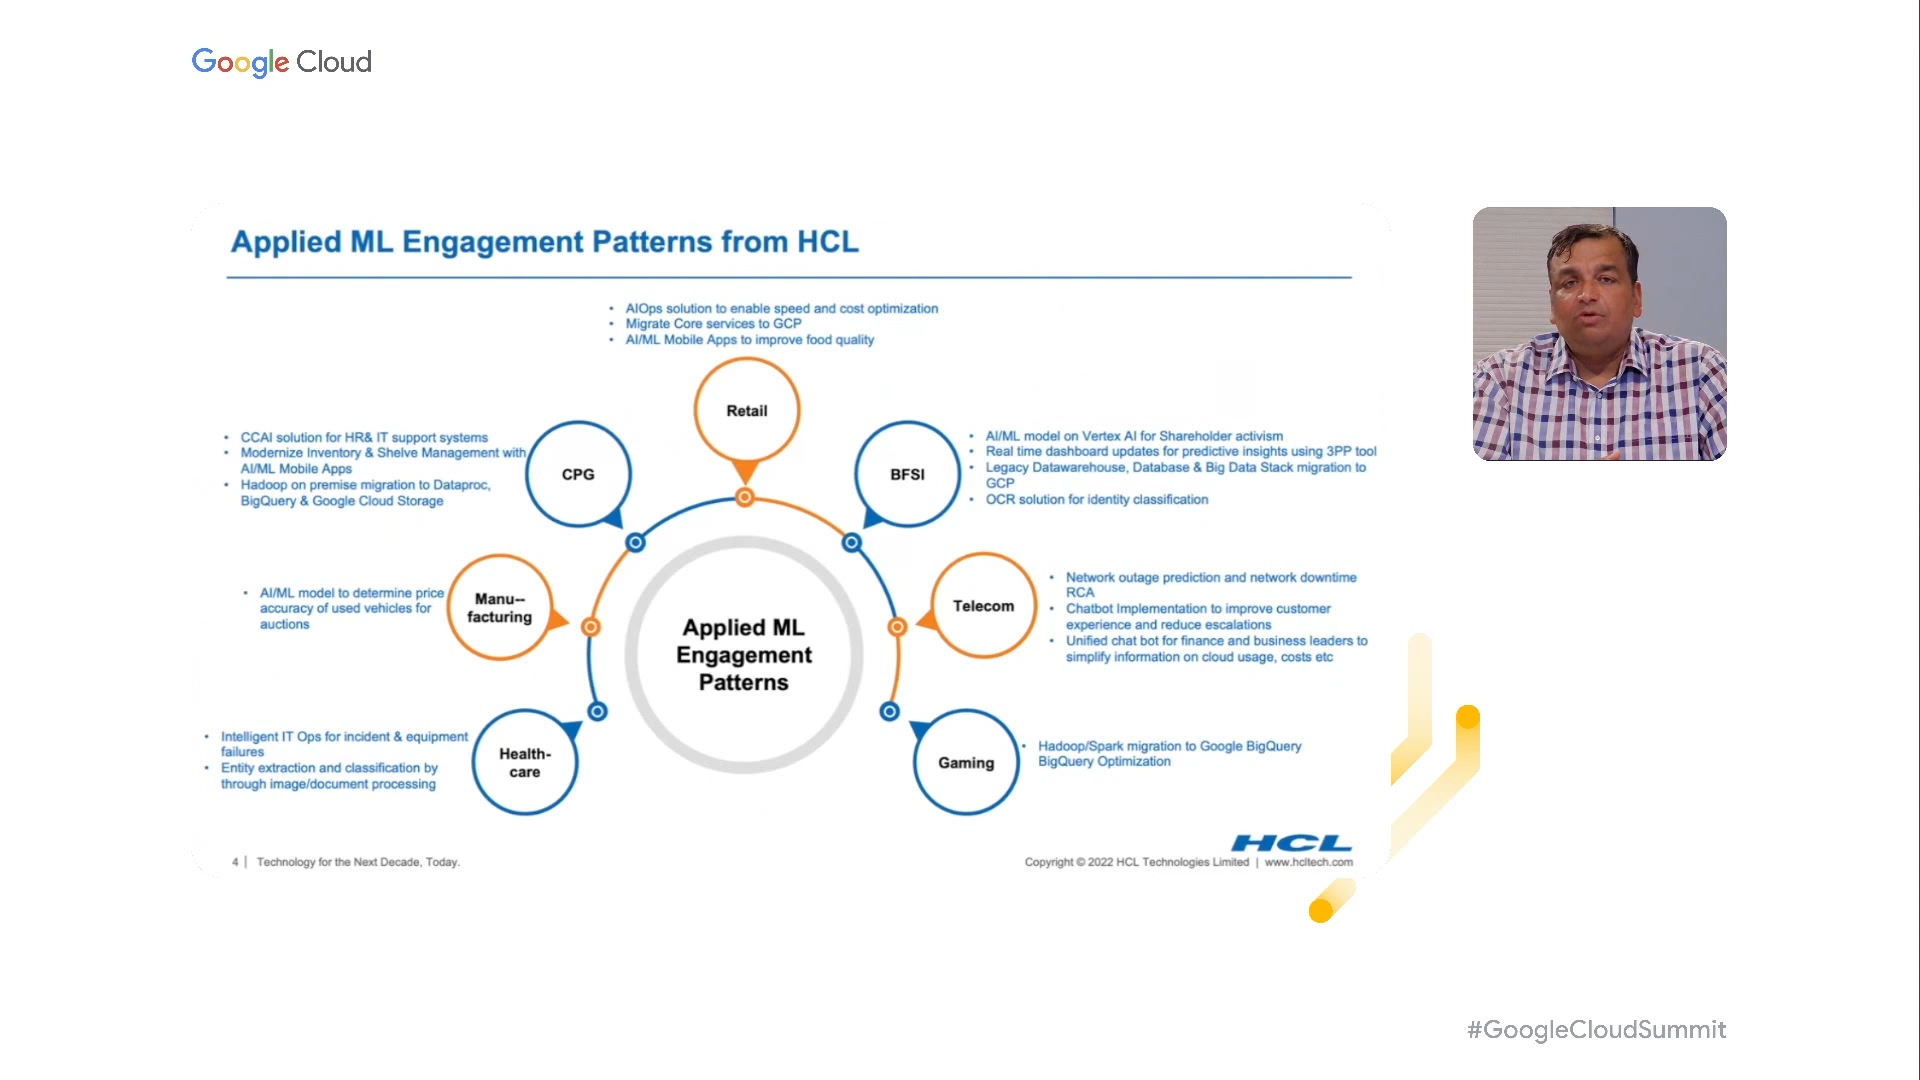 Google Cloud
Applied ML Engagement Patterns from HCL
• AIOps solution to enable speed and cost optimization
• Migrate Core services to GCP
• AI/ML Mobile Apps to improve food quality
Retail
• CCAI solution for HR& IT support systems
• Modernize Inventory & Shelve Management with
AI/ML Mobile Apps
• Hadoop on premise migration to Dataproc,
BigQuery & Google Cloud Storage
CPG
BFSI
• AI/ML model on Vertex AI for Shareholder activism
• Real time dashboard updates for predictive insights using 3PP tool
• Legacy Datawarehouse, Database & Big Data Stack migration to
GCP
• OCR solution for identity classification
• AI/ML model to determine price
accuracy of used vehicles for
auctions
Manu--
facturing
Applied ML
Engagement
Patterns
Telecom
• Network outage prediction and network downtime
RCA
• Chatbot Implementation to improve customer
experience and reduce escalations
• Unified chat bot for finance and business leaders to
simplify information on cloud usage, costs etc
• Intelligent IT Ops for incident & equipment
failures
• Entity extraction and classification by
through image/document processing
Health-
care
Gaming
• Hadoop/Spark migration to Google BigQuery
BigQuery Optimization
HCL
4 | Technology for the Next Decade, Today.
Copyright © 2022 HCL Technologies Limited | www.hcltech.com
#GoogleCloudSummit